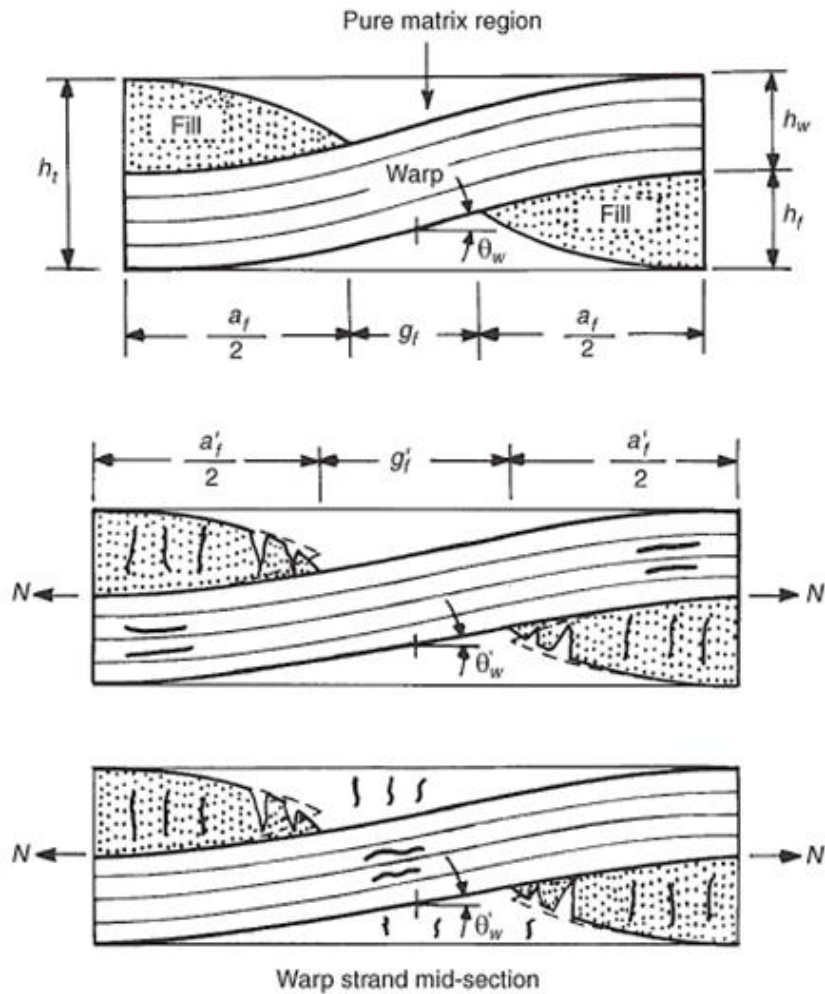 Pure matrix region
Fill
h_w
h_t
Warp
Fill
h_f
θ_w
a_f/2
g_f
a_f/2
a'_f/2
g'_f
a'_f/2
N
N
θ'_w
N
N
θ'_w
Warp strand mid-section